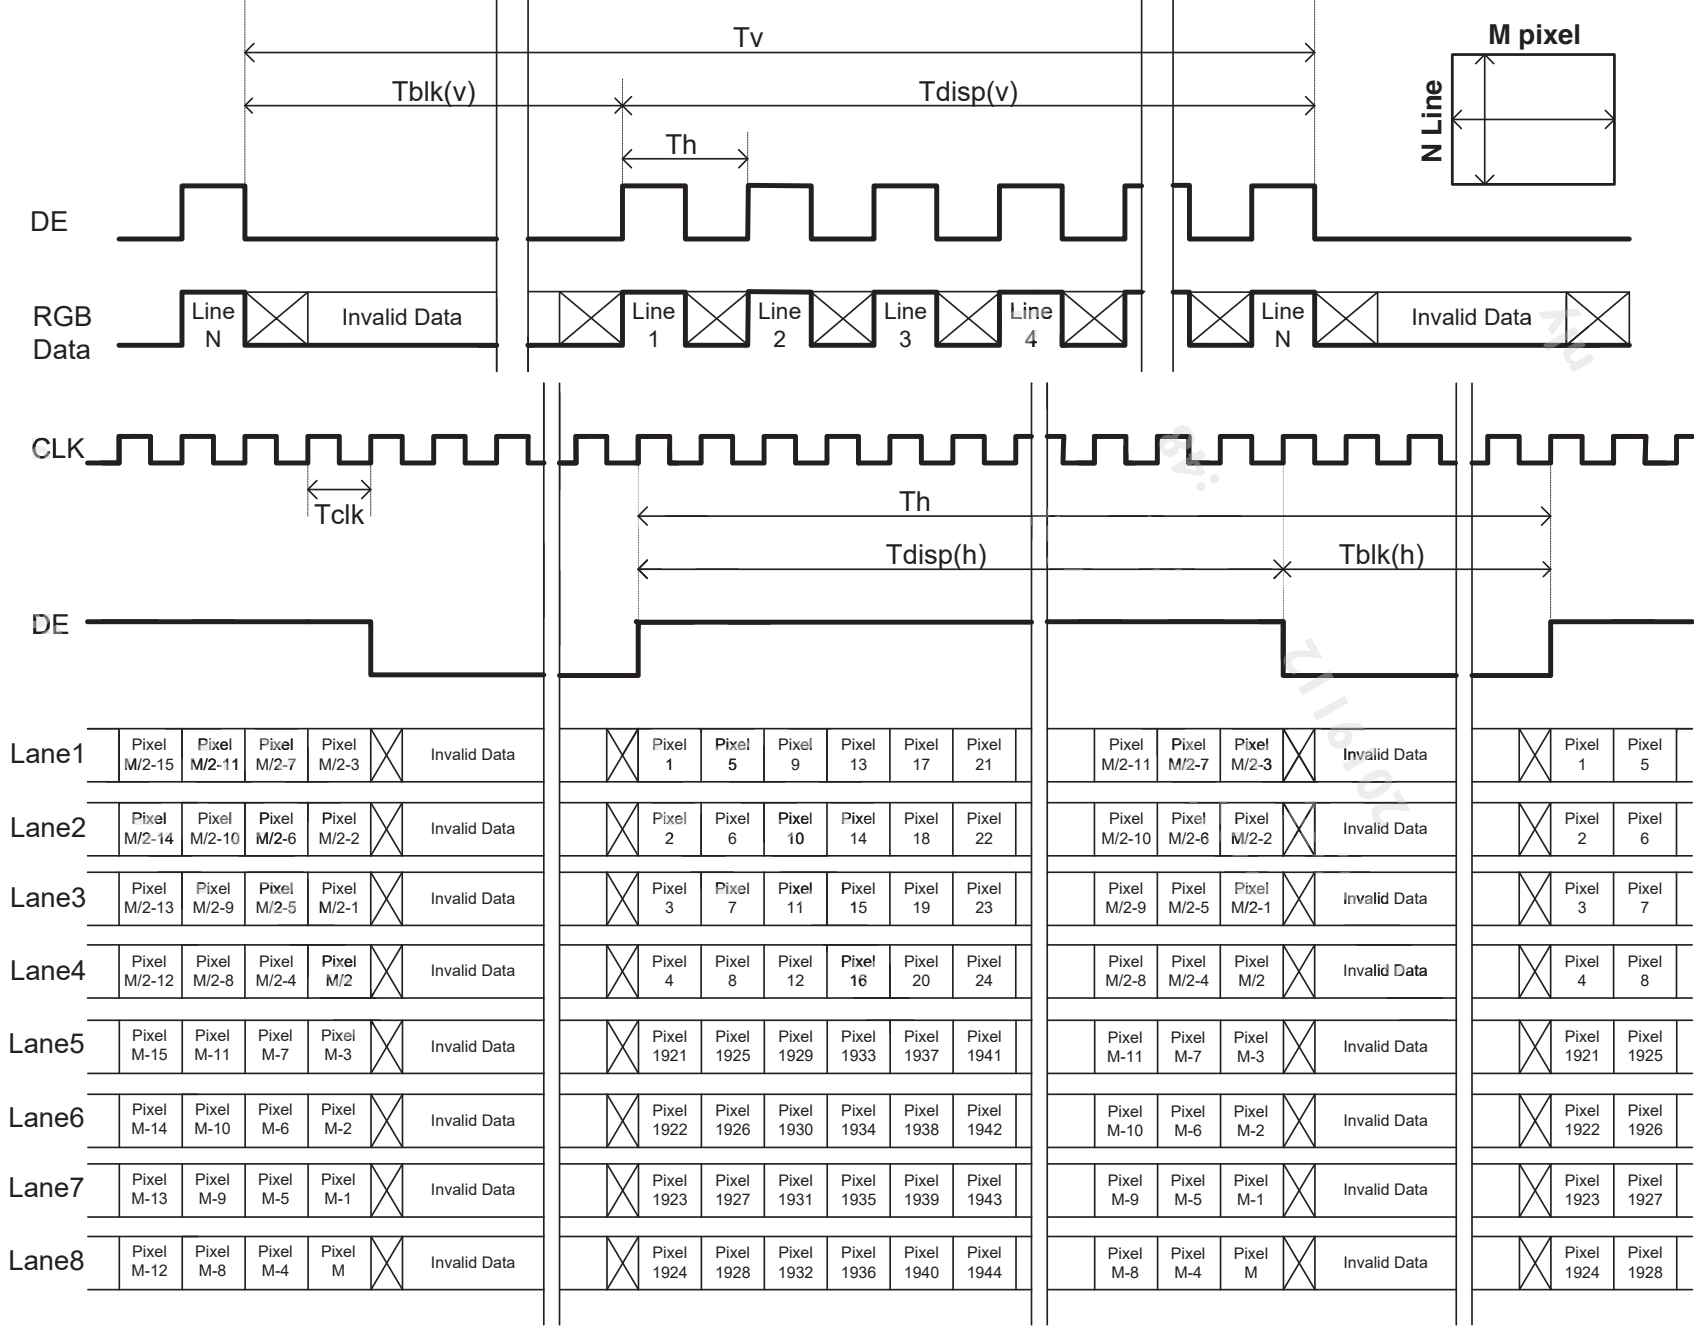 Tv
M pixel
Tblk(v) Tdisp(v)
N Line
Th
DE
RGB Data
Line N Invalid Data Line 1 Line 2 Line 3 Line 4 Line N Invalid Data
CLK
Tclk
Th
Tdisp(h) Tblk(h)
DE
Lane1 Pixel M/2-15 Pixel M/2-11 Pixel M/2-7 Pixel M/2-3 Invalid Data Pixel 1 Pixel 5 Pixel 9 Pixel 13 Pixel 17 Pixel 21 Pixel M/2-11 Pixel M/2-7 Pixel M/2-3 Invalid Data Pixel 1 Pixel 5
Lane2 Pixel M/2-14 Pixel M/2-10 Pixel M/2-6 Pixel M/2-2 Invalid Data Pixel 2 Pixel 6 Pixel 10 Pixel 14 Pixel 18 Pixel 22 Pixel M/2-10 Pixel M/2-6 Pixel M/2-2 Invalid Data Pixel 2 Pixel 6
Lane3 Pixel M/2-13 Pixel M/2-9 Pixel M/2-5 Pixel M/2-1 Invalid Data Pixel 3 Pixel 7 Pixel 11 Pixel 15 Pixel 19 Pixel 23 Pixel M/2-9 Pixel M/2-5 Pixel M/2-1 Invalid Data Pixel 3 Pixel 7
Lane4 Pixel M/2-12 Pixel M/2-8 Pixel M/2-4 Pixel M/2 Invalid Data Pixel 4 Pixel 8 Pixel 12 Pixel 16 Pixel 20 Pixel 24 Pixel M/2-8 Pixel M/2-4 Pixel M/2 Invalid Data Pixel 4 Pixel 8
Lane5 Pixel M-15 Pixel M-11 Pixel M-7 Pixel M-3 Invalid Data Pixel 1921 Pixel 1925 Pixel 1929 Pixel 1933 Pixel 1937 Pixel 1941 Pixel M-11 Pixel M-7 Pixel M-3 Invalid Data Pixel 1921 Pixel 1925
Lane6 Pixel M-14 Pixel M-10 Pixel M-6 Pixel M-2 Invalid Data Pixel 1922 Pixel 1926 Pixel 1930 Pixel 1934 Pixel 1938 Pixel 1942 Pixel M-10 Pixel M-6 Pixel M-2 Invalid Data Pixel 1922 Pixel 1926
Lane7 Pixel M-13 Pixel M-9 Pixel M-5 Pixel M-1 Invalid Data Pixel 1923 Pixel 1927 Pixel 1931 Pixel 1935 Pixel 1939 Pixel 1943 Pixel M-9 Pixel M-5 Pixel M-1 Invalid Data Pixel 1923 Pixel 1927
Lane8 Pixel M-12 Pixel M-8 Pixel M-4 Pixel M Invalid Data Pixel 1924 Pixel 1928 Pixel 1932 Pixel 1936 Pixel 1940 Pixel 1944 Pixel M-8 Pixel M-4 Pixel M Invalid Data Pixel 1924 Pixel 1928